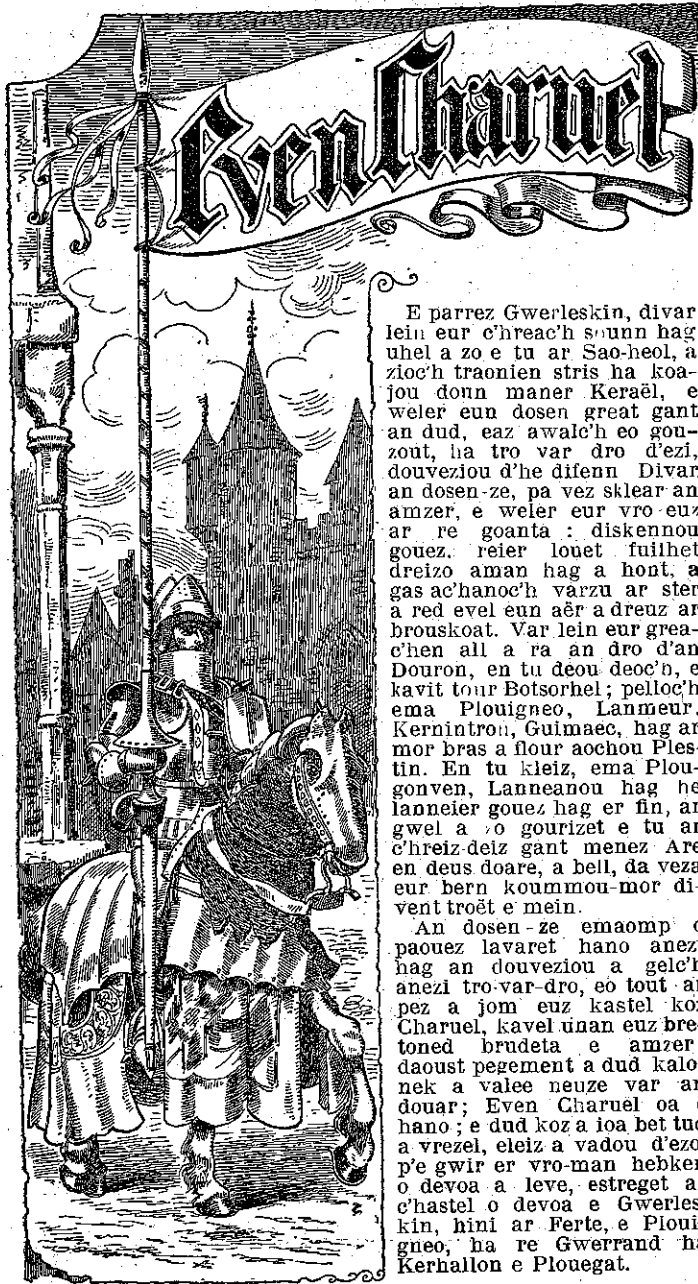 Even Charuel
E parrez Gwerleskin, divar
lein eur c'hreac'h sounn hag
uhel a zo e tu ar Sao-heol, a
zioc'h traonien stris ha koa-
jou donn maner Keraël, e
weler eun dosen great gant
an dud, eaz awalc'h eo gou-
zout, ha tro var dro d'ezi,
douveziou d'he difenn Divar
an dosen-ze, pa vez sklear an
amzer, e weler eur vro euz
ar re goanta : diskennou
gouez, reier louet fuilhet
dreizo aman hag a hont, a
gas ac'hanoc'h varzu ar ster
a red evel eun aër a dreuz ar
brouskoat. Var lein eur grea-
c'hen all a ra an dro d'an
Douron, en tu deou deoc'h, e
kavit tour Botsorhel ; pelloc'h
ema Plouigneo, Lanmeur,
Kernintron, Guimaec, hag ar
mor bras a flour aochou Ples-
tin. En tu kleiz, ema Plou-
gonven, Lanneanou hag he
lanneier gouez hag er fin, ar
gwel a zo gourizet e tu ar
c'hreiz-deiz gant menez Are
en deus doare, a bell, da veza
eur bern koummou-mor di-
vent troët e mein.
An dosen-ze emaomp o
paouez lavaret hano anezi
hag an douveziou a gelc'h
anezi tro-var-dro, eo tout ar
pez a jom euz kastel koz
Charuel, kavel unan euz bre-
toned brudeta e amzer,
daoust pegement a dud kalo-
nek a valee neuze var an
douar ; Even Charuel oa e
hano ; e dud koz a ioa bet tud
a vrezel, eleiz a vadou d'ezo
p'e gwir er vro-man hebken
o devoa a leve, estreget ar
c'hastel o devoa e Gwerles-
kin, hini ar Ferte, e Ploui-
gneo, ha re Gwerrand ha
Kerhallon e Plouegat.